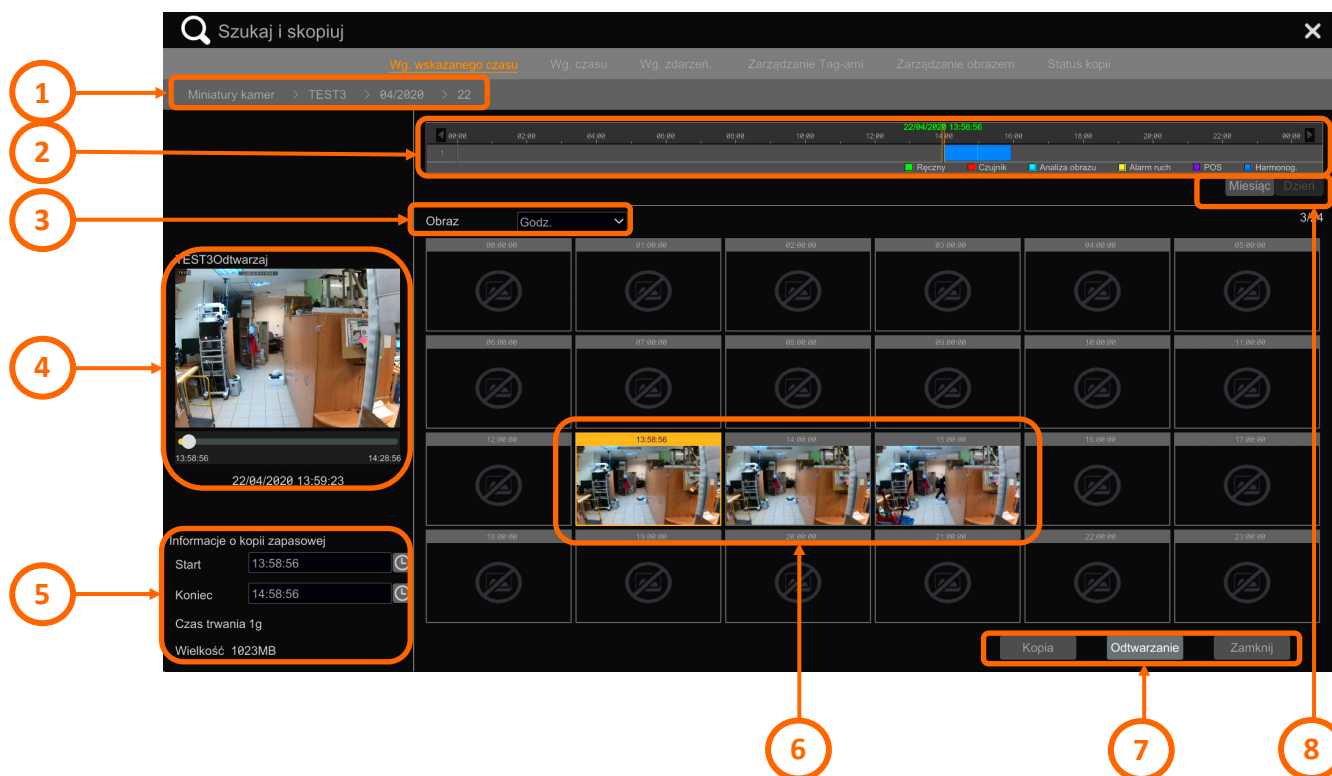 Szukaj i skopiuj
Wg. wskazanego czasu Wg. czasu Wg. zdarzeń. Zarządzanie Tag-ami Zarządzanie obrazem Status kopii
1
Miniatury kamer > TEST3 > 04/2020 > 22
2
22/04/2020 13:58:56
00:00 02:00 04:00 06:00 08:00 10:00 12:00 14:00 16:00 18:00 20:00 22:00 00:00
1
Ręczny Czujnik Analiza obrazu Alarm ruch POS Harmonog.
Miesiąc Dzień
3
Obraz Godz.
00:00:00 01:00:00 02:00:00 03:00:00 04:00:00 05:00:00
TEST3Odtwarzaj
4
06:00:00 07:00:00 08:00:00 09:00:00 10:00:00 11:00:00
12:00:00 13:58:56 14:00:00 15:00:00 16:00:00 17:00:00
13:58:56 14:28:56
22/04/2020 13:59:23
18:00:00 19:00:00 20:00:00 21:00:00 22:00:00 23:00:00
Informacje o kopii zapasowej
Start 13:58:56
5
Koniec 14:58:56
Czas trwania 1g
Wielkość 1023MB
Kopia Odtwarzanie Zamknij
6
7
8